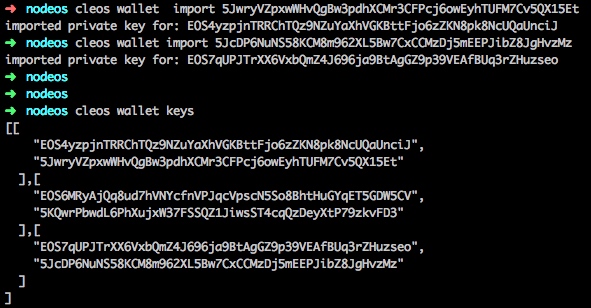 ➜ nodeos cleos wallet  import 5JwryVZpxwWHvQgBw3pdhXCMr3CFPcj6owEyhTUFM7Cv5QX15Et
imported private key for: EOS4yzpjnTRRChTQz9NZuYaXhVGKBttFjo6zZKN8pk8NcUQaUnciJ
➜ nodeos cleos wallet import 5JcDP6NuNS58KCM8m962XL5Bw7CxCCMzDj5mEEPJibZ8JgHvzMz
imported private key for: EOS7qUPJTrXX6VxbQmZ4J696ja9BtAgGZ9p39VEAfBUq3rZHuzseo
➜ nodeos
➜ nodeos
➜ nodeos cleos wallet keys
[[
    "EOS4yzpjnTRRChTQz9NZuYaXhVGKBttFjo6zZKN8pk8NcUQaUnciJ",
    "5JwryVZpxwWHvQgBw3pdhXCMr3CFPcj6owEyhTUFM7Cv5QX15Et"
  ],[
    "EOS6MRyAjQq8ud7hVNYcfnVPJqcVpscN5So8BhtHuGYqET5GDW5CV",
    "5KQwrPbwdL6PhXujxW37FSSQZ1JiwsST4cqQzDeyXtP79zkvFD3"
  ],[
    "EOS7qUPJTrXX6VxbQmZ4J696ja9BtAgGZ9p39VEAfBUq3rZHuzseo",
    "5JcDP6NuNS58KCM8m962XL5Bw7CxCCMzDj5mEEPJibZ8JgHvzMz"
  ]
]